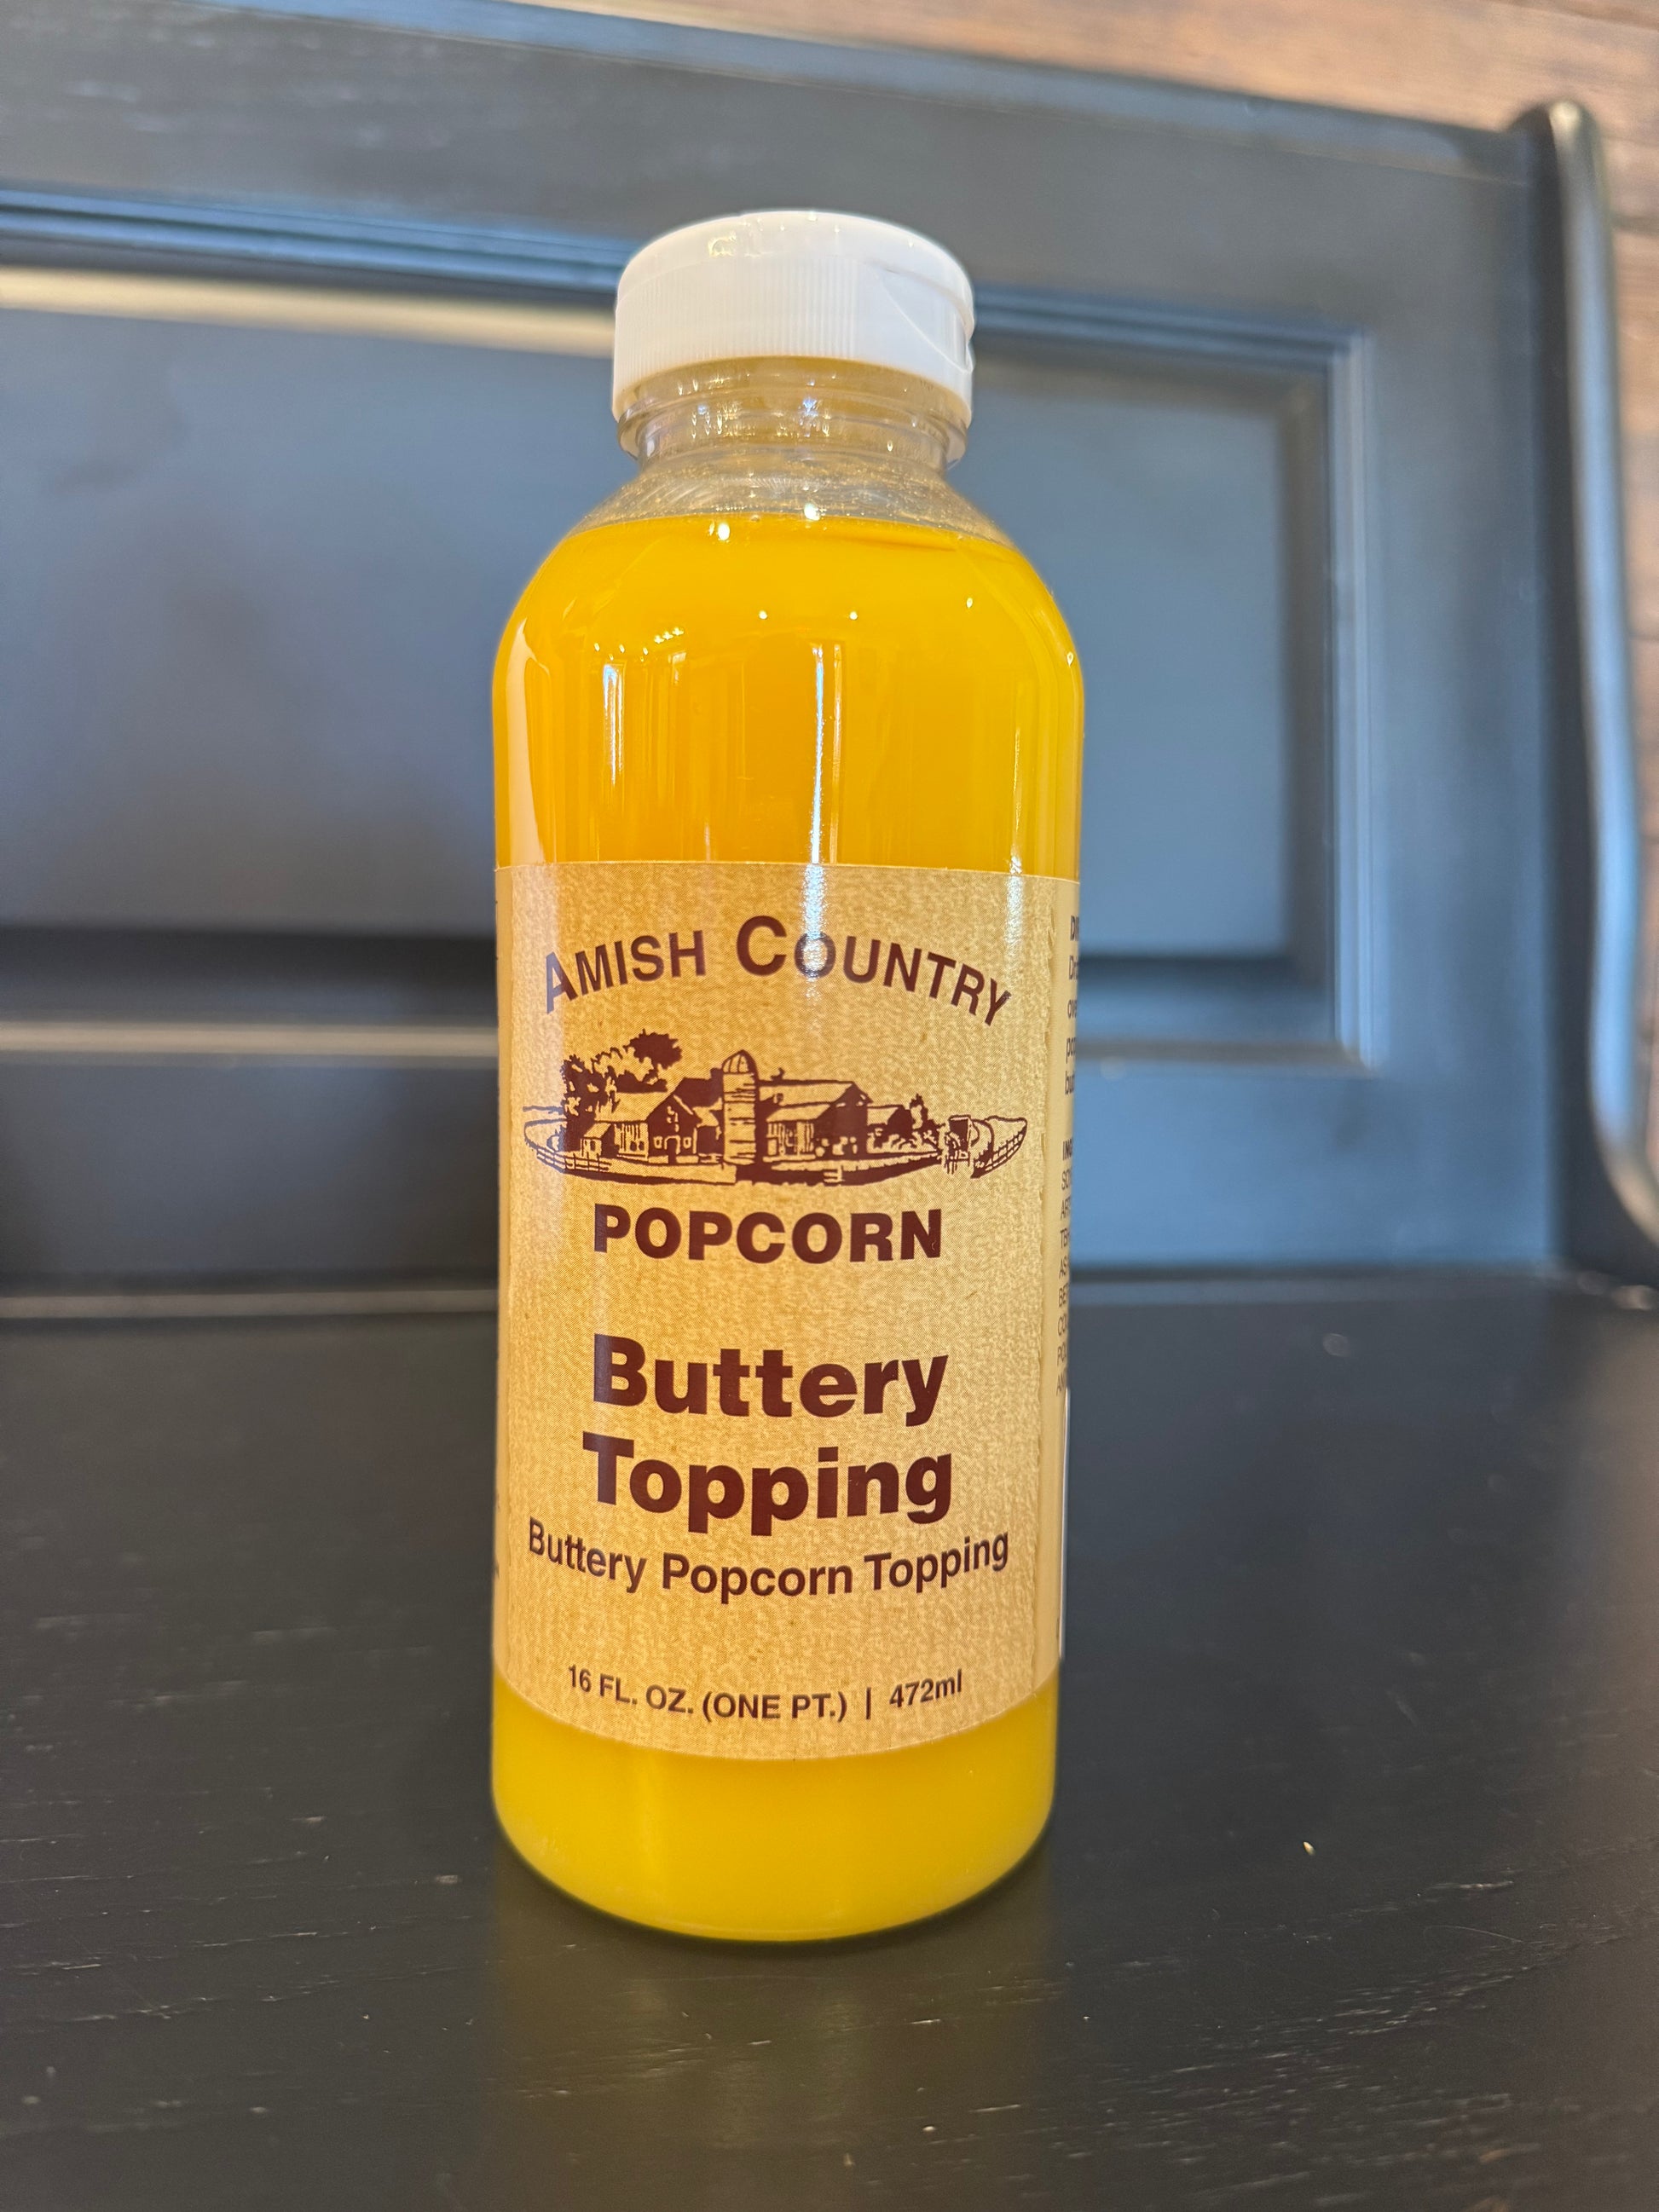 AMISH COUNTRY
POPCORN
Buttery
Topping
Buttery Popcorn Topping
16 FL. OZ. (ONE PT.) | 472ml